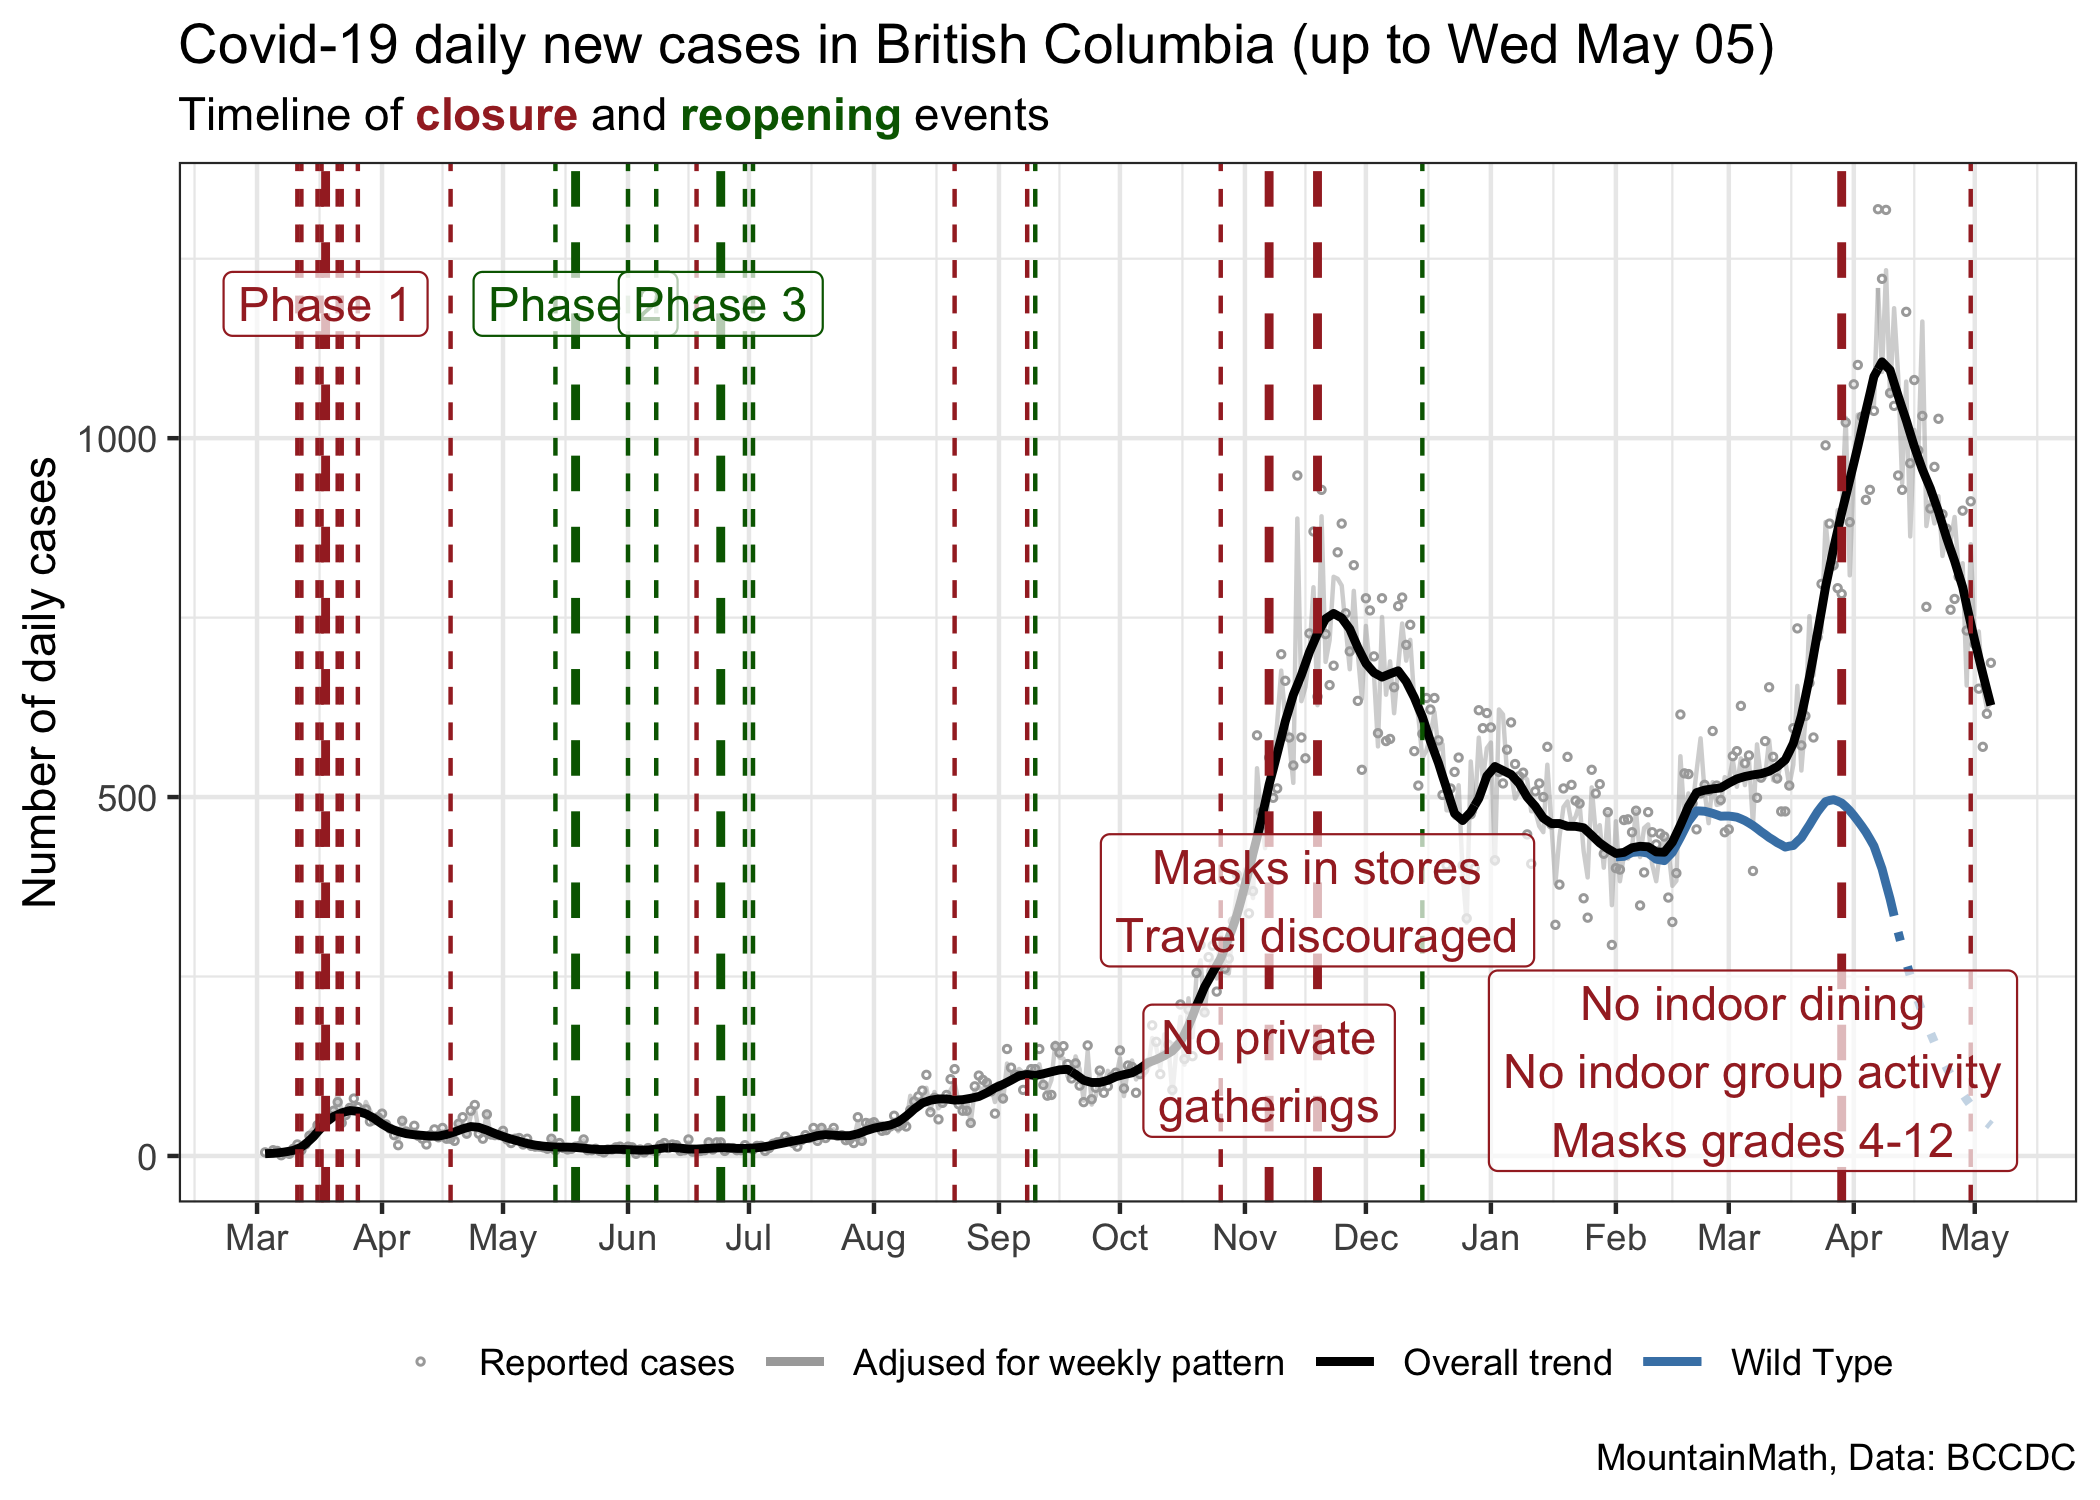 Covid-19 daily new cases in British Columbia (up to Wed May 05)
Timeline of closure and reopening events
Number of daily cases
1000
500
0
Phase 1
Phase
Phase 3
Masks in stores
Travel discouraged
No private
gatherings
No indoor dining
No indoor group activity
Masks grades 4-12
Mar Apr May Jun Jul Aug Sep Oct Nov Dec Jan Feb Mar Apr May
Reported cases Adjused for weekly pattern Overall trend Wild Type
MountainMath, Data: BCCDC